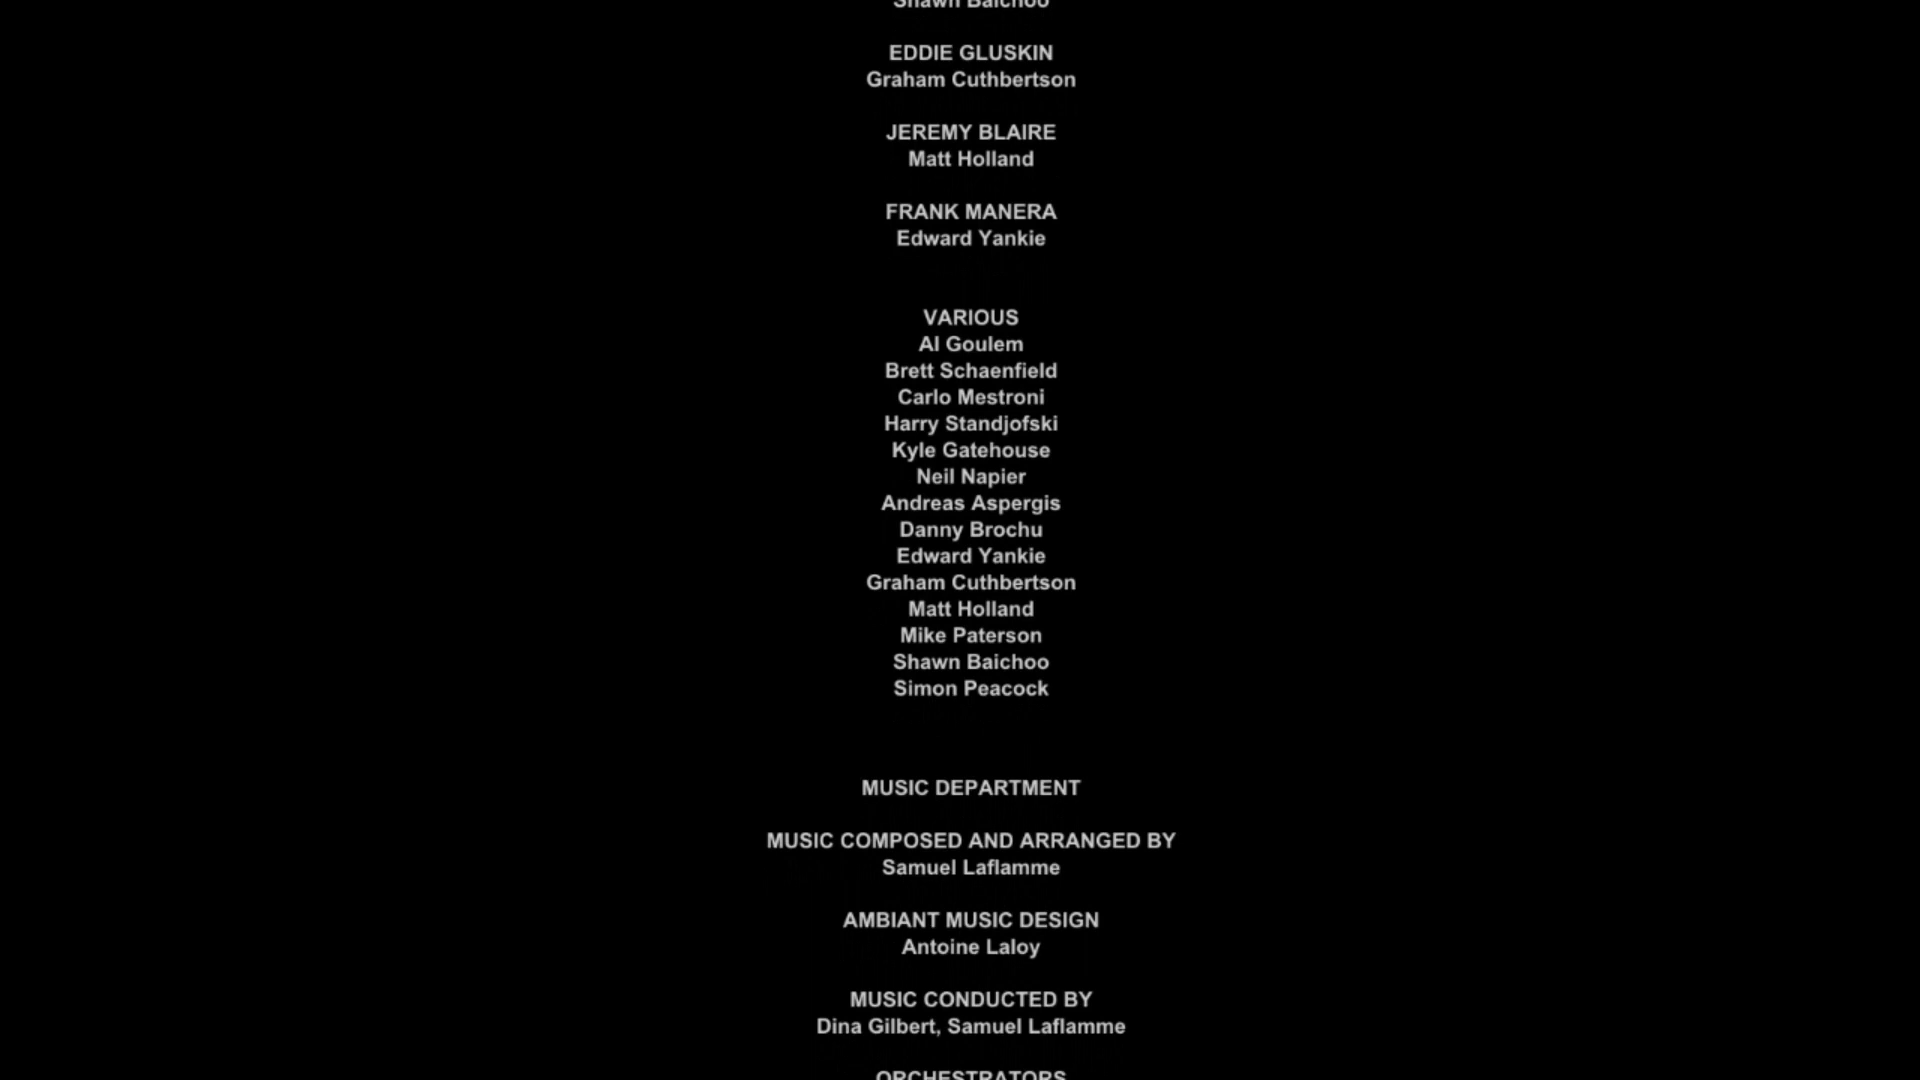 Shawn Baichoo
EDDIE GLUSKIN
Graham Cuthbertson
JEREMY BLAIRE
Matt Holland
FRANK MANERA
Edward Yankie
VARIOUS
Al Goulem
Brett Schaenfield
Carlo Mestroni
Harry Standjofski
Kyle Gatehouse
Neil Napier
Andreas Aspergis
Danny Brochu
Edward Yankie
Graham Cuthbertson
Matt Holland
Mike Paterson
Shawn Baichoo
Simon Peacock
MUSIC DEPARTMENT
MUSIC COMPOSED AND ARRANGED BY
Samuel Laflamme
AMBIANT MUSIC DESIGN
Antoine Laloy
MUSIC CONDUCTED BY
Dina Gilbert, Samuel Laflamme
ORCHESTRATORS